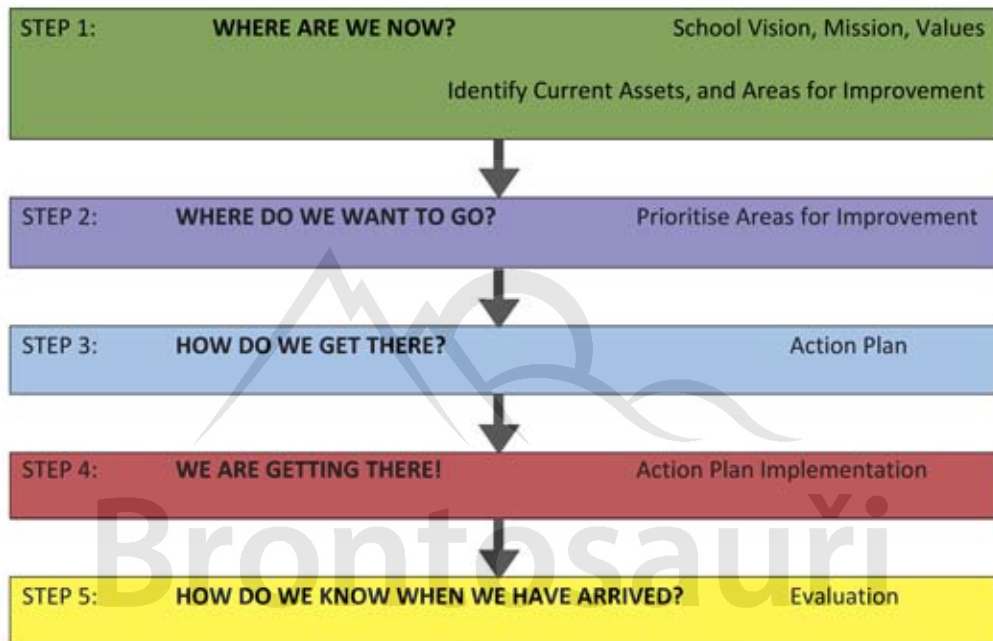 STEP 1: WHERE ARE WE NOW? School Vision, Mission, Values
Identify Current Assets, and Areas for Improvement
STEP 2: WHERE DO WE WANT TO GO? Prioritise Areas for Improvement
STEP 3: HOW DO WE GET THERE? Action Plan
STEP 4: WE ARE GETTING THERE! Action Plan Implementation
Brontosauři
STEP 5: HOW DO WE KNOW WHEN WE HAVE ARRIVED? Evaluation